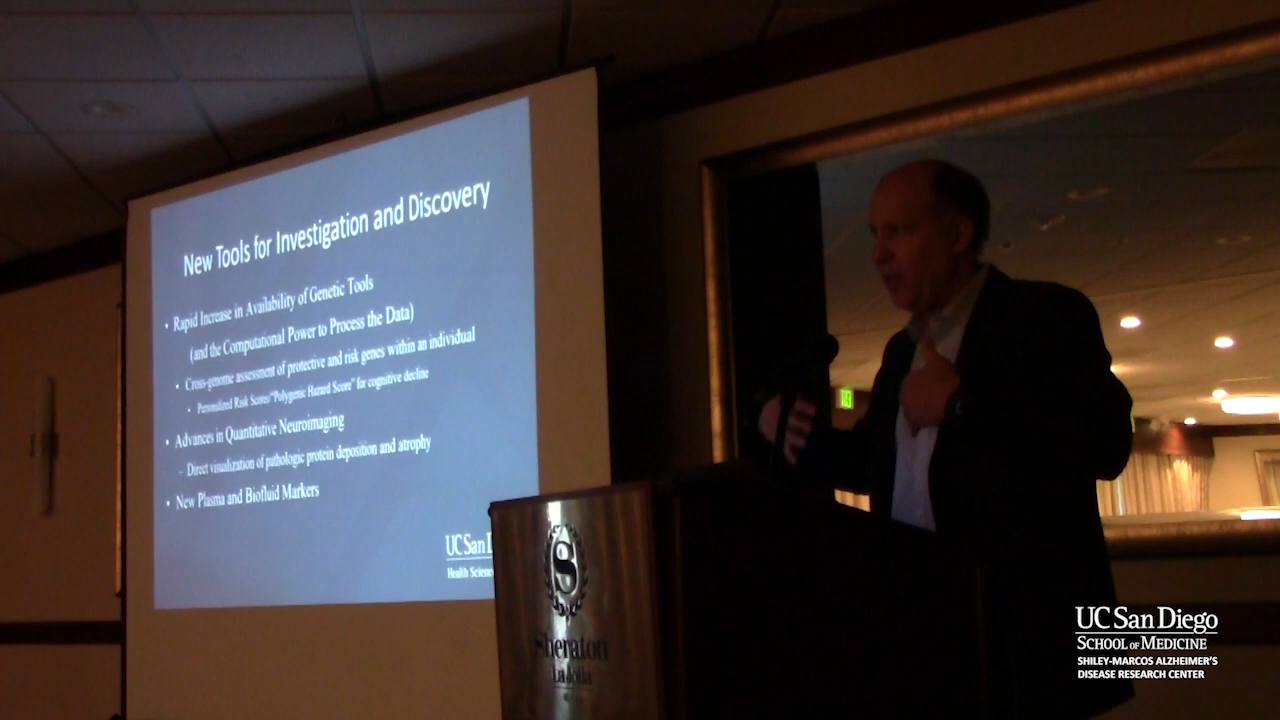 New Tools for Investigation and Discovery
• Rapid Increase in Availability of Genetic Tools
(and the Computational Power to Process the Data)
• Cross-genome assessment of protective and risk genes within an individual
• Personalized Risk Scores/"Polygenic Hazard Score" for cognitive decline
• Advances in Quantitative Neuroimaging
– Direct visualization of pathologic protein deposition and atrophy
• New Plasma and Biofluid Markers
UC San D
Health Scienc
S
Sheraton
La Jolla
UC San Diego
SCHOOL OF MEDICINE
SHILEY-MARCOS ALZHEIMER'S
DISEASE RESEARCH CENTER